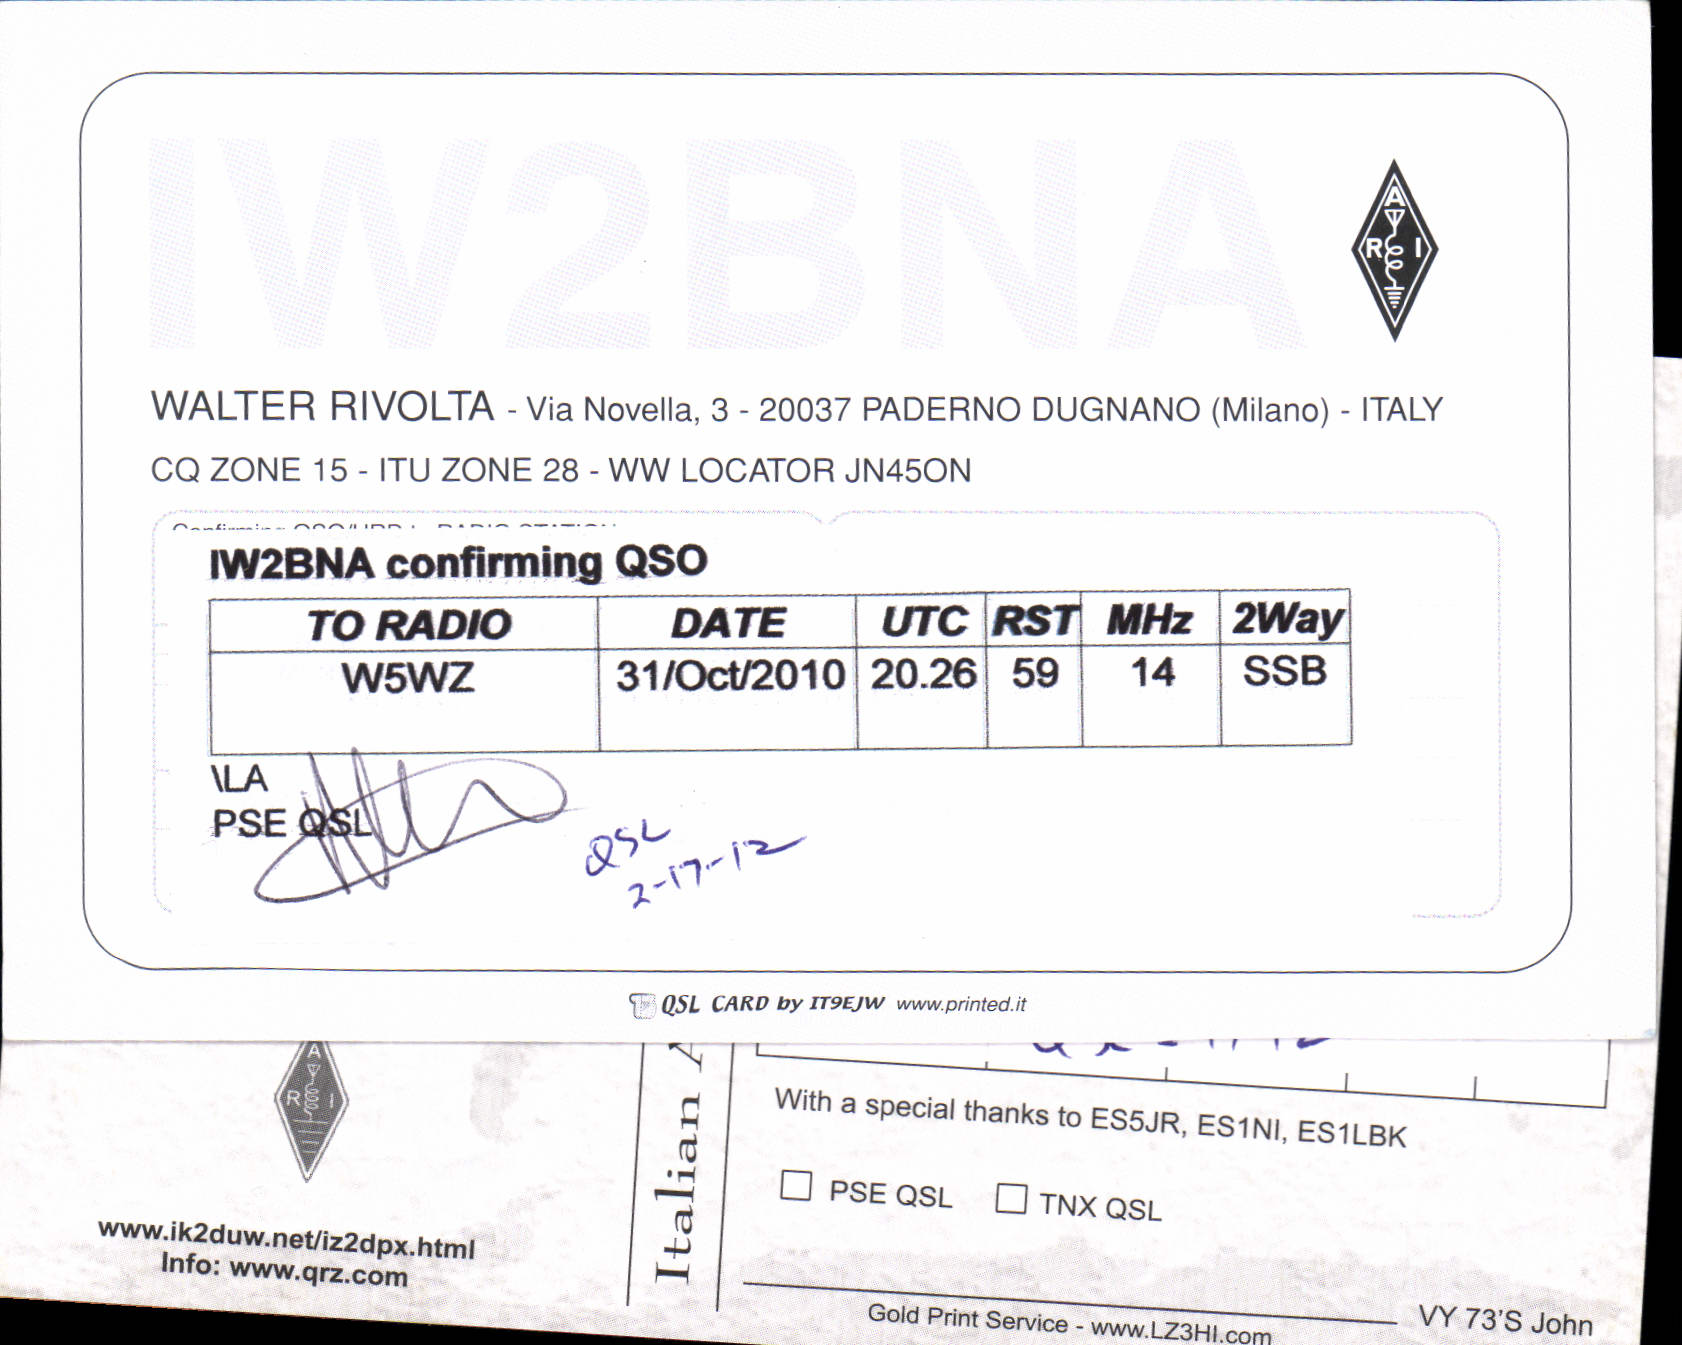 IW2BNA
A
R I
WALTER RIVOLTA - Via Novella, 3 - 20037 PADERNO DUGNANO (Milano) - ITALY
CQ ZONE 15 - ITU ZONE 28 - WW LOCATOR JN45ON
IW2BNA confirming QSO
TO RADIO DATE UTC RST MHz 2Way
W5WZ 31/Oct/2010 20.26 59 14 SSB
\LA
PSE QSL
QSL
2-17-12
QSL CARD by IT9EJW www.printed.it
A
R I
www.ik2duw.net/iz2dpx.html
Info: www.qrz.com
Italian
With a special thanks to ES5JR, ES1NI, ES1LBK
PSE QSL TNX QSL
Gold Print Service - www.LZ3HI.com
VY 73'S John